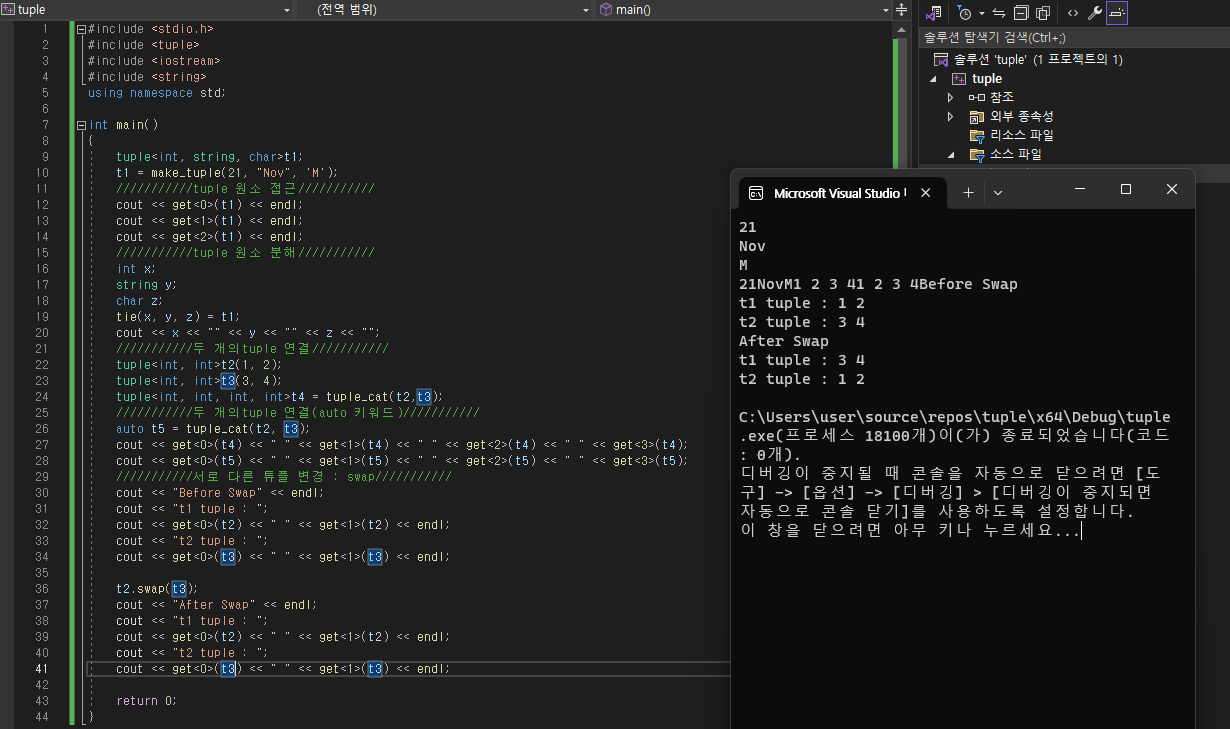 tuple
(전역 범위)
main()
1 #include <stdio.h>
2 #include <tuple>
3 #include <iostream>
4 #include <string>
5 using namespace std;
6
7 int main()
8 {
9 tuple<int, string, char>t1;
10 t1 = make_tuple(21, "Nov", 'M');
11 ///////////tuple 원소 접근///////////
12 cout << get<0>(t1) << endl;
13 cout << get<1>(t1) << endl;
14 cout << get<2>(t1) << endl;
15 ///////////tuple 원소 분해///////////
16 int x;
17 string y;
18 char z;
19 tie(x, y, z) = t1;
20 cout << x << "" << y << "" << z << "";
21 ///////////두 개의tuple 연결///////////
22 tuple<int, int>t2(1, 2);
23 tuple<int, int>t3(3, 4);
24 tuple<int, int, int, int>t4 = tuple_cat(t2,t3);
25 ///////////두 개의tuple 연결(auto 키워드)///////////
26 auto t5 = tuple_cat(t2, t3);
27 cout << get<0>(t4) << " " << get<1>(t4) << " " << get<2>(t4) << " " << get<3>(t4);
28 cout << get<0>(t5) << " " << get<1>(t5) << " " << get<2>(t5) << " " << get<3>(t5);
29 ///////////서로 다른 튜플 변경 : swap///////////
30 cout << "Before Swap" << endl;
31 cout << "t1 tuple : ";
32 cout << get<0>(t2) << " " << get<1>(t2) << endl;
33 cout << "t2 tuple : ";
34 cout << get<0>(t3) << " " << get<1>(t3) << endl;
35
36 t2.swap(t3);
37 cout << "After Swap" << endl;
38 cout << "t1 tuple : ";
39 cout << get<0>(t2) << " " << get<1>(t2) << endl;
40 cout << "t2 tuple : ";
41 cout << get<0>(t3) << " " << get<1>(t3) << endl;
42
43 return 0;
44 }
솔루션 탐색기 검색(Ctrl+;)
솔루션 'tuple' (1 프로젝트의 1)
tuple
참조
외부 종속성
리소스 파일
소스 파일
Microsoft Visual Studio
21
Nov
M
21NovM1 2 3 41 2 3 4Before Swap
t1 tuple : 1 2
t2 tuple : 3 4
After Swap
t1 tuple : 3 4
t2 tuple : 1 2
C:\Users\user\source\repos\tuple\x64\Debug\tuple
.exe(프로세스 18100개)이(가) 종료되었습니다(코드
: 0개).
디버깅이 중지될 때 콘솔을 자동으로 닫으려면 [도
구] -> [옵션] -> [디버깅] > [디버깅이 중지되면
자동으로 콘솔 닫기]를 사용하도록 설정합니다.
이 창을 닫으려면 아무 키나 누르세요...